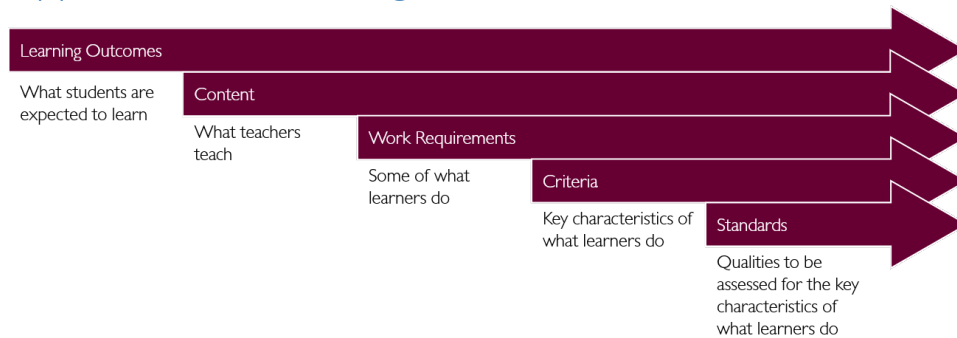 Learning Outcomes
What students are
expected to learn
Content
What teachers
teach
Work Requirements
Some of what
learners do
Criteria
Key characteristics of
what learners do
Standards
Qualities to be
assessed for the key
characteristics of
what learners do